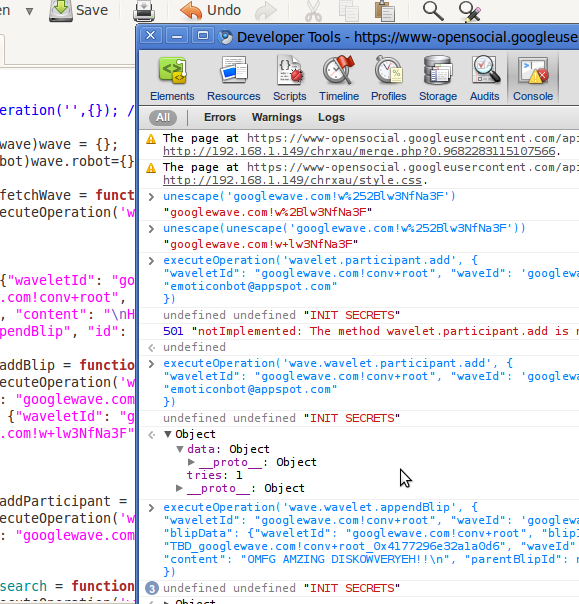 en Save Undo
Developer Tools - https://www-opensocial.googleuse
Elements Resources Scripts Timeline Profiles Storage Audits Console
All Errors Warnings Logs
eration('',{}); /
wave)wave = {};
bot)wave.robot={}
fetchWave = funct
ecuteOperation('w
{"waveletId": "go
e.com!conv+root",
, "content": "\nH
pendBlip", "id":
addBlip = function
ecuteOperation('w
: "googlewave.com
{"waveletId": "g
e.com!w+lw3NfNa3F"
addParticipant =
ecuteOperation('w
: "googlewave.com
search = function
The page at https://www-opensocial.googleusercontent.com/ap
http://192.168.1.149/chrxau/merge.php?0.9682283115107566.
The page at https://www-opensocial.googleusercontent.com/ap
http://192.168.1.149/chrxau/style.css.
unescape('googlewave.com!w%252Blw3NfNa3F')
"googlewave.com!w%2Blw3NfNa3F"
unescape(unescape('googlewave.com!w%252Blw3NfNa3F'))
"googlewave.com!w+lw3NfNa3F"
executeOperation('wavelet.participant.add', {
"waveletId": "googlewave.com!conv+root", "waveId": 'googlewa
"emoticonbot@appspot.com"
})
undefined undefined "INIT SECRETS"
501 "notImplemented: The method wavelet.participant.add is n
undefined
executeOperation('wave.wavelet.participant.add', {
"waveletId": "googlewave.com!conv+root", "waveId": 'googlewa
"emoticonbot@appspot.com"
})
undefined undefined "INIT SECRETS"
Object
data: Object
__proto__: Object
tries: 1
__proto__: Object
executeOperation('wave.wavelet.appendBlip', {
"waveletId": "googlewave.com!conv+root", "waveId": 'googlewa
"blipData": {"waveletId": "googlewave.com!conv+root", "blipI
"TBD_googlewave.com!conv+root_0x4177296e32a1a0d6", "waveId
"content": "OMFG AMZING DISKOWVERYEH!!\n", "parentBlipId": n
})
3 undefined undefined "INIT SECRETS"
Object